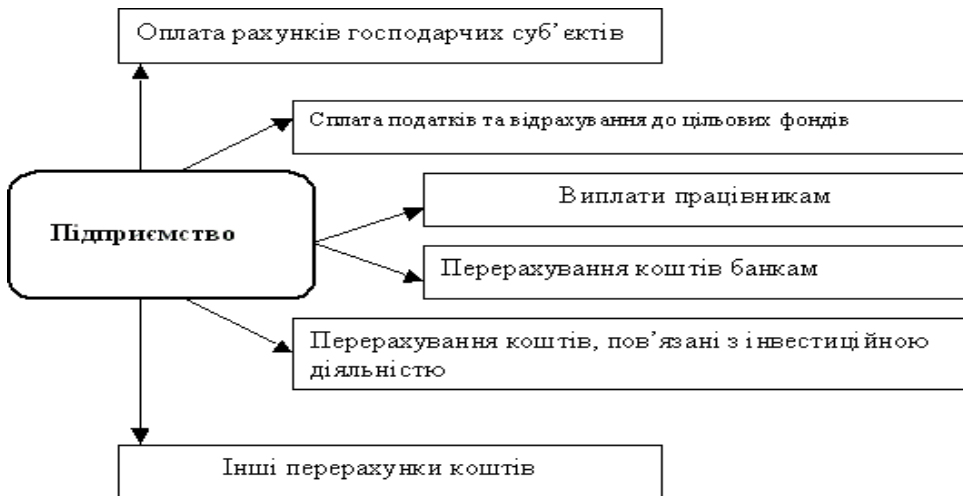 Оплата рахунків господарчих суб’єктів
Сплата податків та відрахування до цільових фондів
Виплати працівникам
Підприємство
Перерахування коштів банкам
Перерахування коштів, пов’язані з інвестиційною
діяльністю
Інші перерахунки коштів